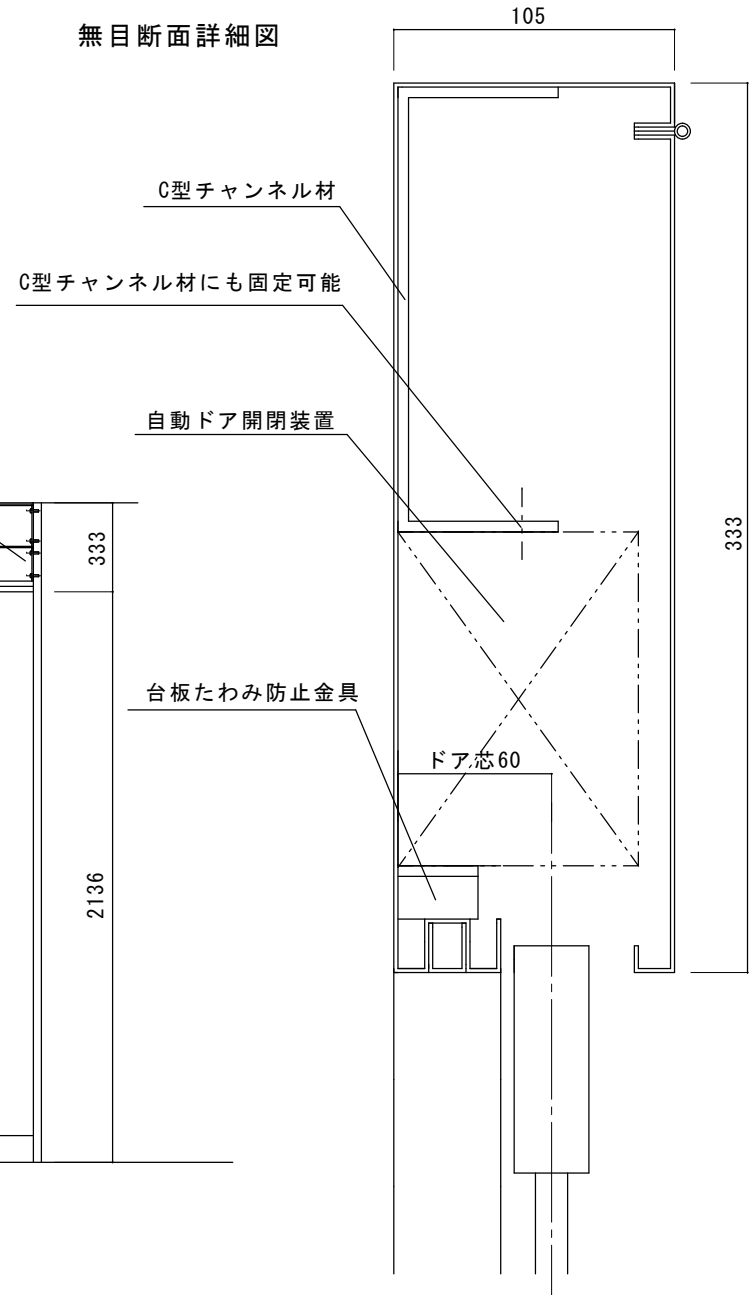 無目断面詳細図
105
C型チャンネル材
C型チャンネル材にも固定可能
自動ドア開閉装置
333
333
台板たわみ防止金具
ドア芯60
2136